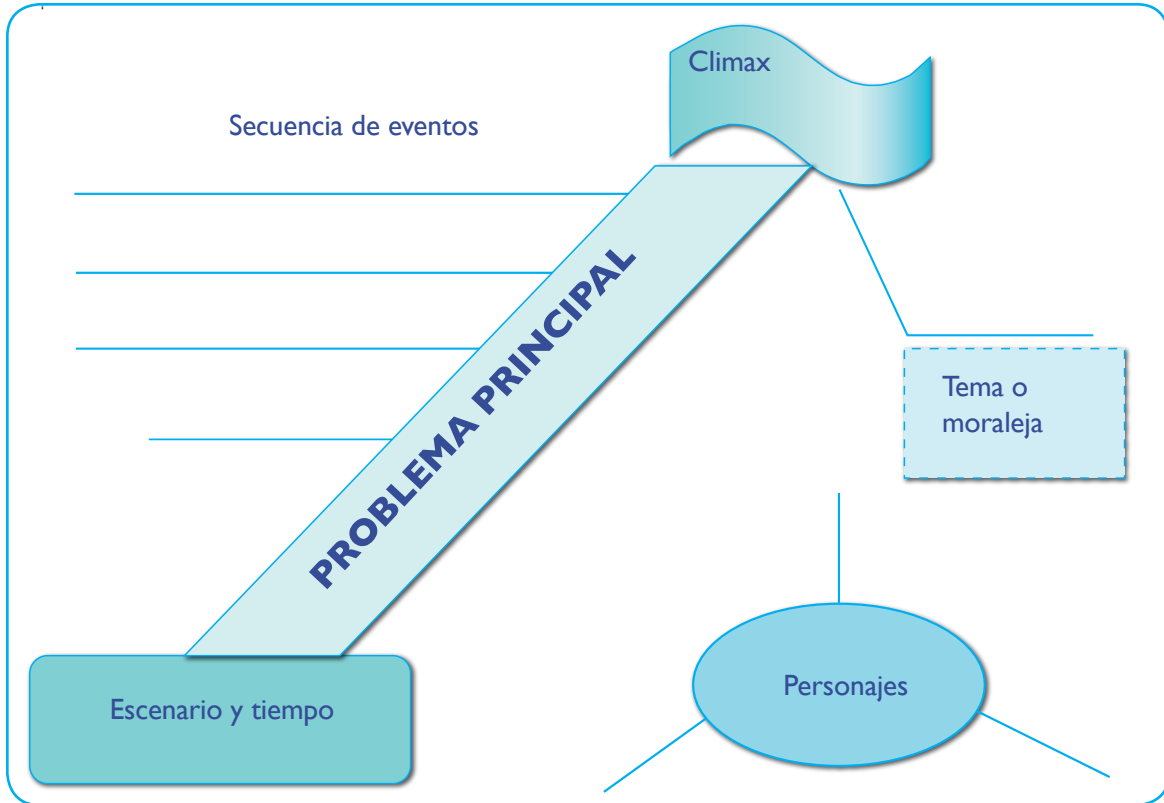 Climax
Secuencia de eventos
PROBLEMA PRINCIPAL
Tema o
moraleja
Personajes
Escenario y tiempo